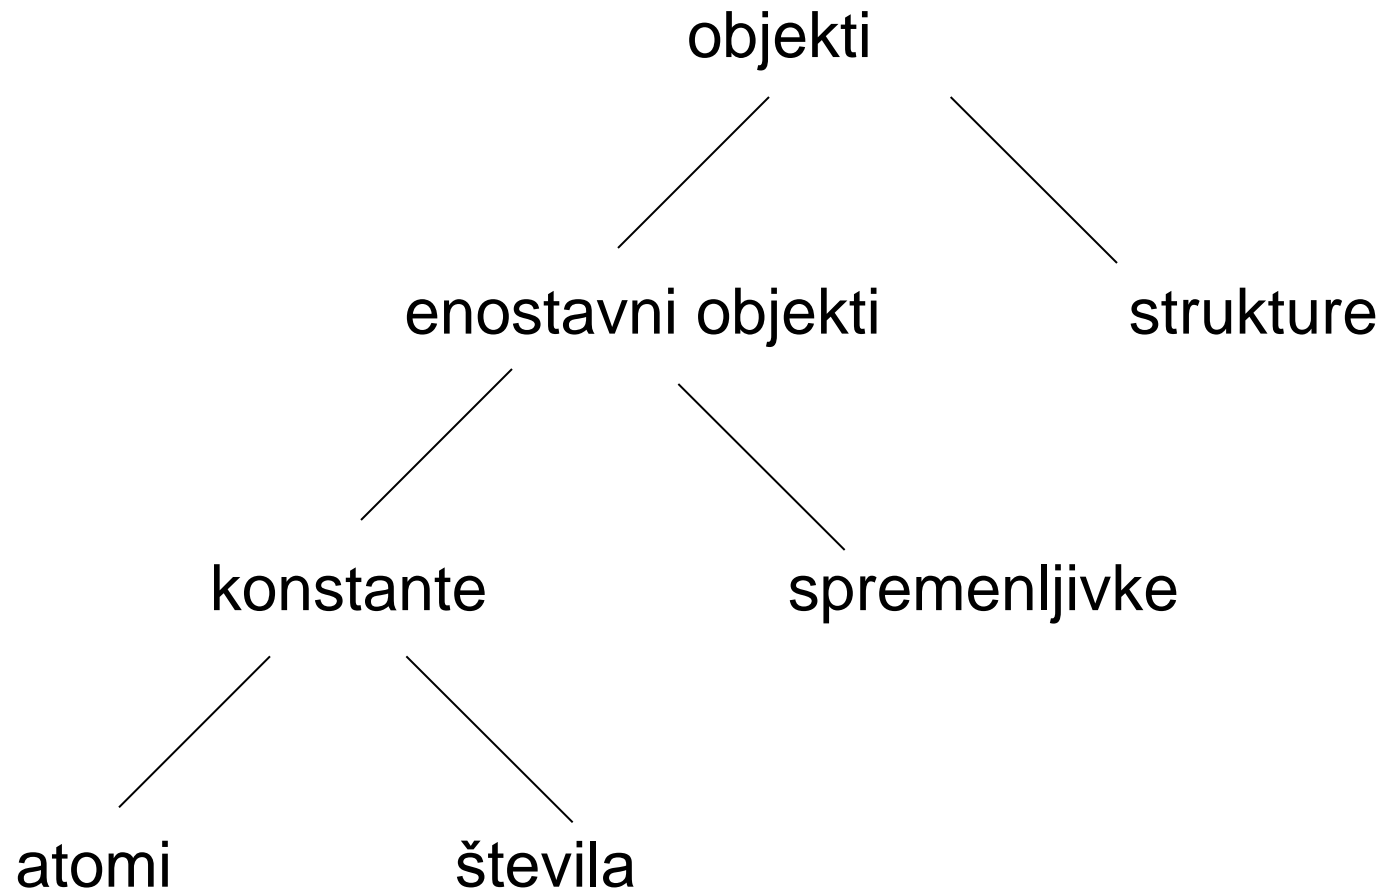 objekti
enostavni objekti
strukture
konstante
spremenljivke
atomi
števila